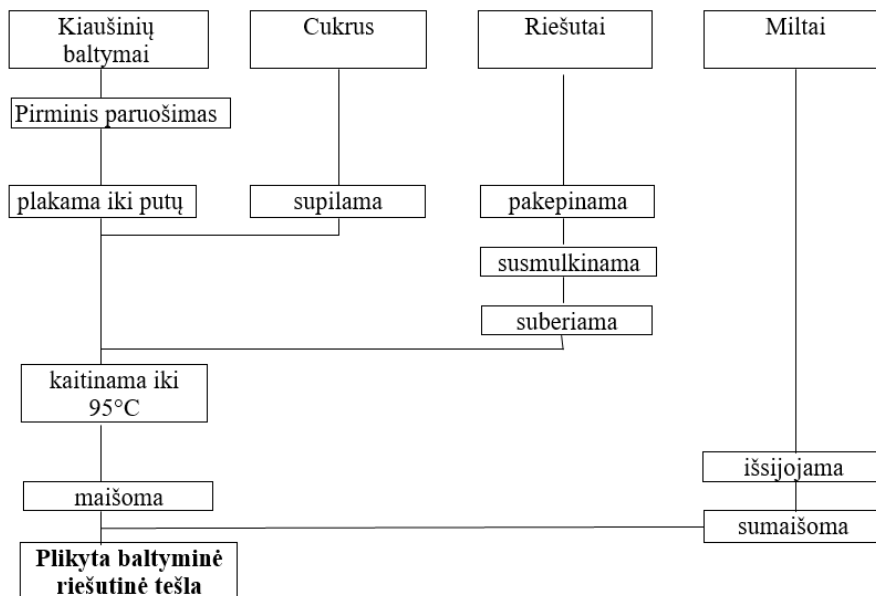 Kiaušinių
baltymai
Cukrus
Riešutai
Miltai
Pirminis paruošimas
plakama iki putų
supilama
pakepinama
susmulkinama
suberiama
kaitinama iki
95°C
išsijojama
maišoma
sumaišoma
Plikyta baltyminė
riešutinė tešla